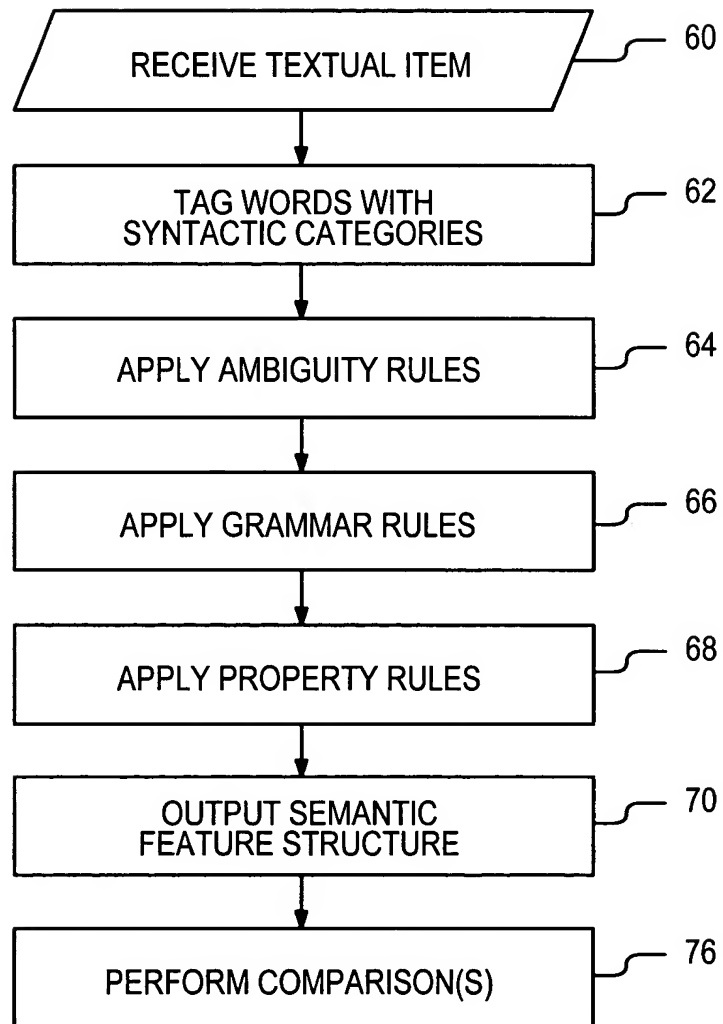 RECEIVE TEXTUAL ITEM
60
TAG WORDS WITH
SYNTACTIC CATEGORIES
62
APPLY AMBIGUITY RULES
64
APPLY GRAMMAR RULES
66
APPLY PROPERTY RULES
68
OUTPUT SEMANTIC
FEATURE STRUCTURE
70
PERFORM COMPARISON(S)
76